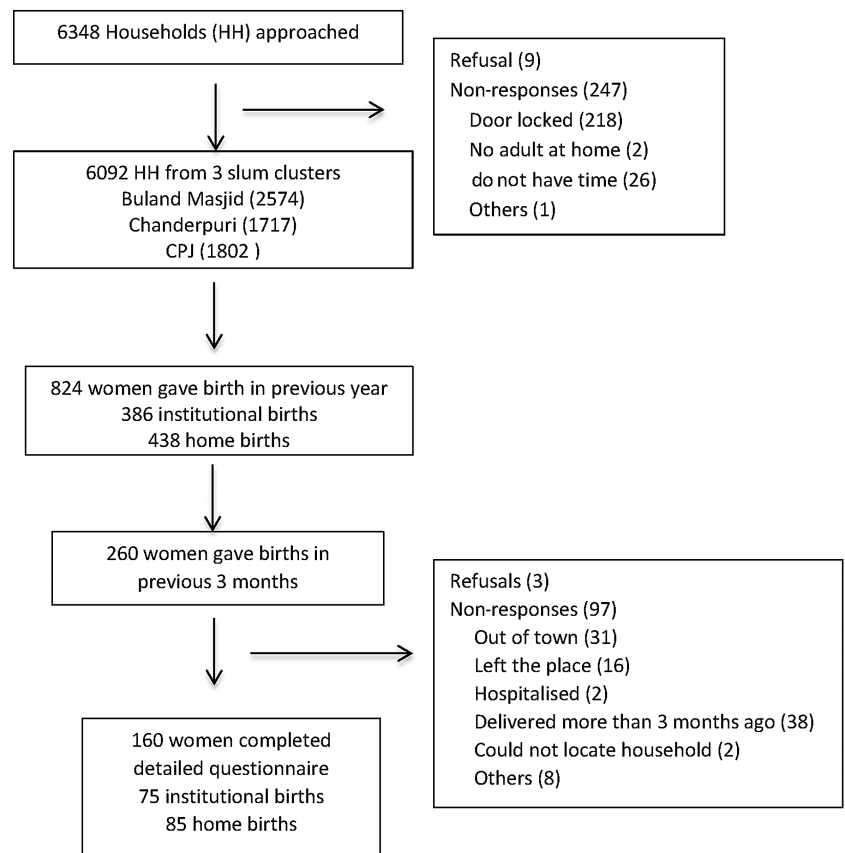 6348 Households (HH) approached
Refusal (9)
Non-responses (247)
Door locked (218)
No adult at home (2)
do not have time (26)
Others (1)
6092 HH from 3 slum clusters
Buland Masjid (2574)
Chanderpuri (1717)
CPJ (1802 )
824 women gave birth in previous year
386 institutional births
438 home births
260 women gave births in
previous 3 months
Refusals (3)
Non-responses (97)
Out of town (31)
Left the place (16)
Hospitalised (2)
Delivered more than 3 months ago (38)
Could not locate household (2)
Others (8)
160 women completed
detailed questionnaire
75 institutional births
85 home births